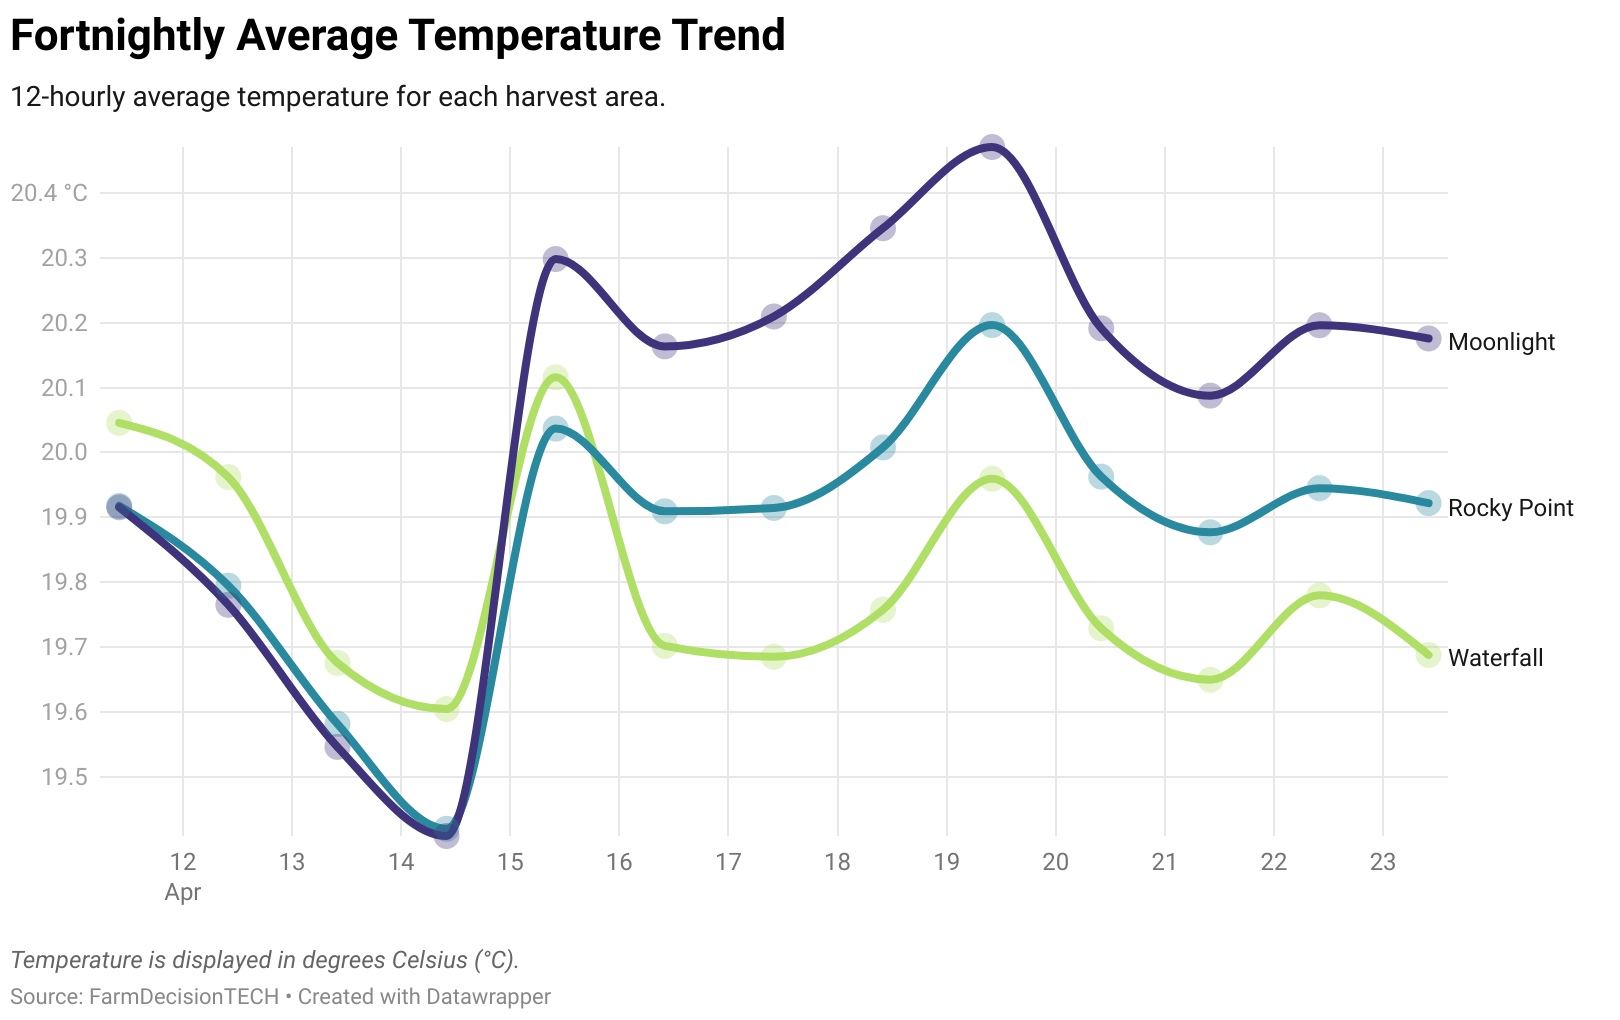 Fortnightly Average Temperature Trend
12-hourly average temperature for each harvest area.
20.4 °C
20.3
20.2
20.1
20.0
19.9
19.8
19.7
19.6
19.5
Moonlight
Rocky Point
Waterfall
12 13 14 15 16 17 18 19 20 21 22 23
Apr
Temperature is displayed in degrees Celsius (°C).
Source: FarmDecisionTECH • Created with Datawrapper